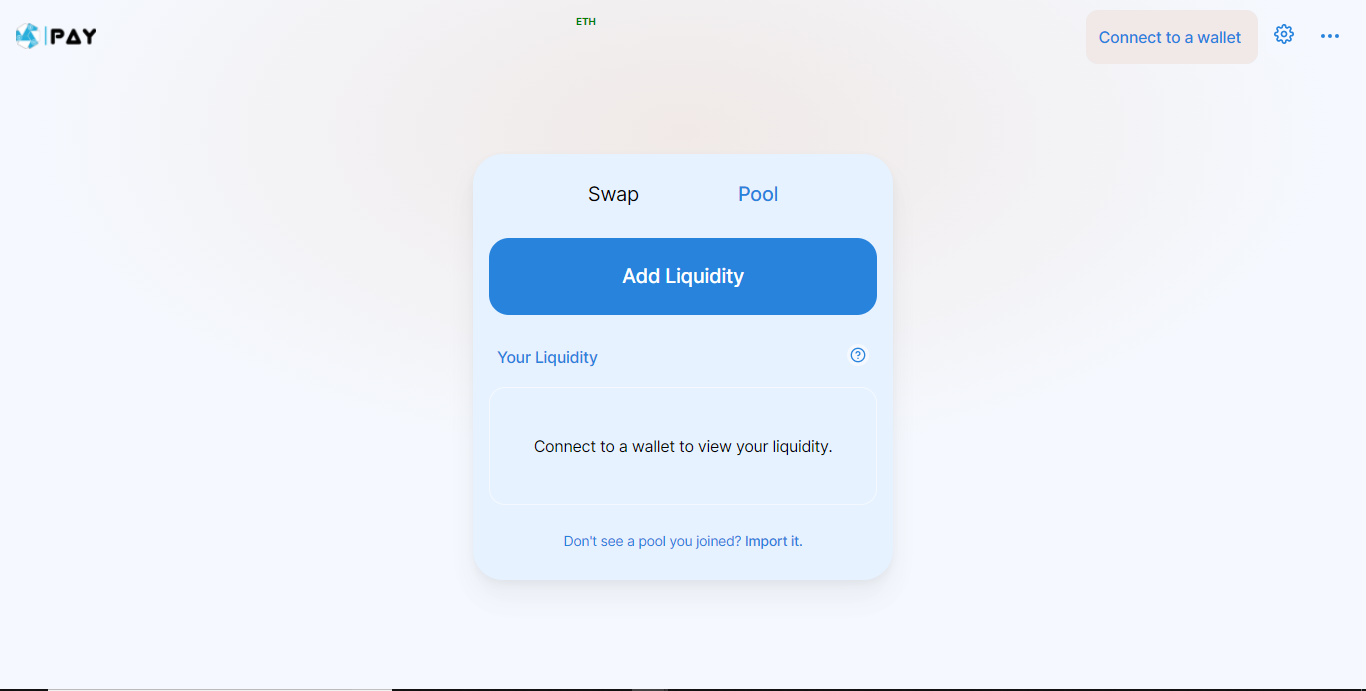 PAY
ETH
Connect to a wallet
Swap
Pool
Add Liquidity
Your Liquidity
?
Connect to a wallet to view your liquidity.
Don't see a pool you joined? Import it.